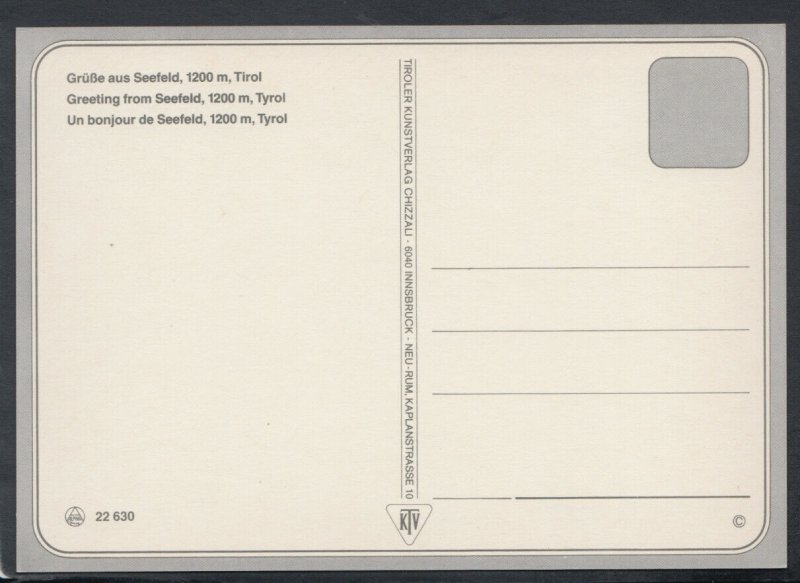 Grüße aus Seefeld, 1200 m, Tirol
Greeting from Seefeld, 1200 m, Tyrol
Un bonjour de Seefeld, 1200 m, Tyrol
TIROLER KUNSTVERLAG CHIZZALI · 6040 INNSBRUCK - NEU-RUM, KAPLANSTRASSE 10
22 630
KTV
©